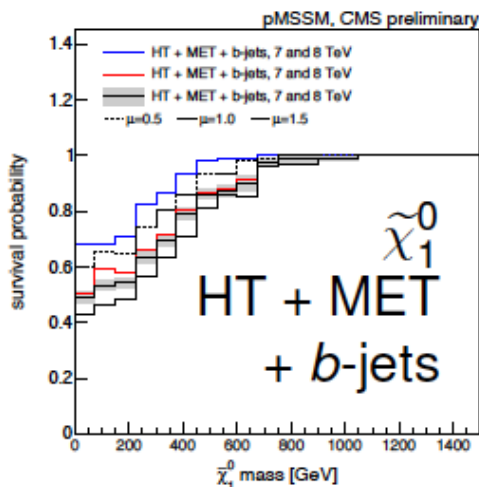 pMSSM, CMS preliminary
HT + MET + b-jets, 7 and 8 TeV
HT + MET + b-jets, 7 and 8 TeV
HT + MET + b-jets, 7 and 8 TeV
μ=0.5 μ=1.0 μ=1.5
survival probability
1.4
1.2
1
0.8
0.6
0.4
0.2
0
χ̃₁⁰
HT + MET
+ b-jets
0 200 400 600 800 1000 1200 1400
χ̃₁⁰ mass [GeV]